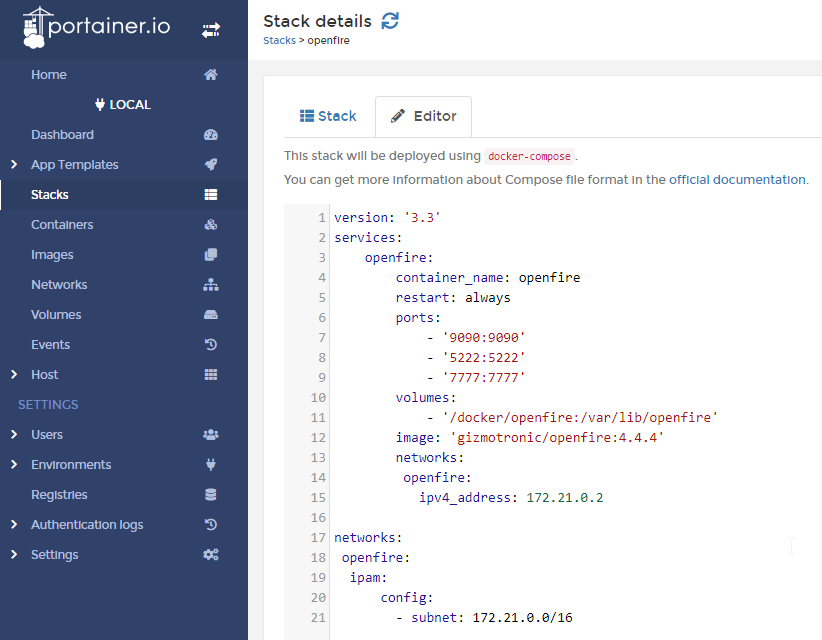 portainer.io
Home
LOCAL
Dashboard
App Templates
Stacks
Containers
Images
Networks
Volumes
Events
Host
SETTINGS
Users
Environments
Registries
Authentication logs
Settings
Stack details
Stacks > openfire
Stack
Editor
This stack will be deployed using docker-compose .
You can get more information about Compose file format in the official documentation.
1 version: '3.3'
2 services:
3     openfire:
4         container_name: openfire
5         restart: always
6         ports:
7             - '9090:9090'
8             - '5222:5222'
9             - '7777:7777'
10         volumes:
11             - '/docker/openfire:/var/lib/openfire'
12         image: 'gizmotronic/openfire:4.4.4'
13         networks:
14          openfire:
15            ipv4_address: 172.21.0.2
16
17 networks:
18  openfire:
19   ipam:
20       config:
21         - subnet: 172.21.0.0/16